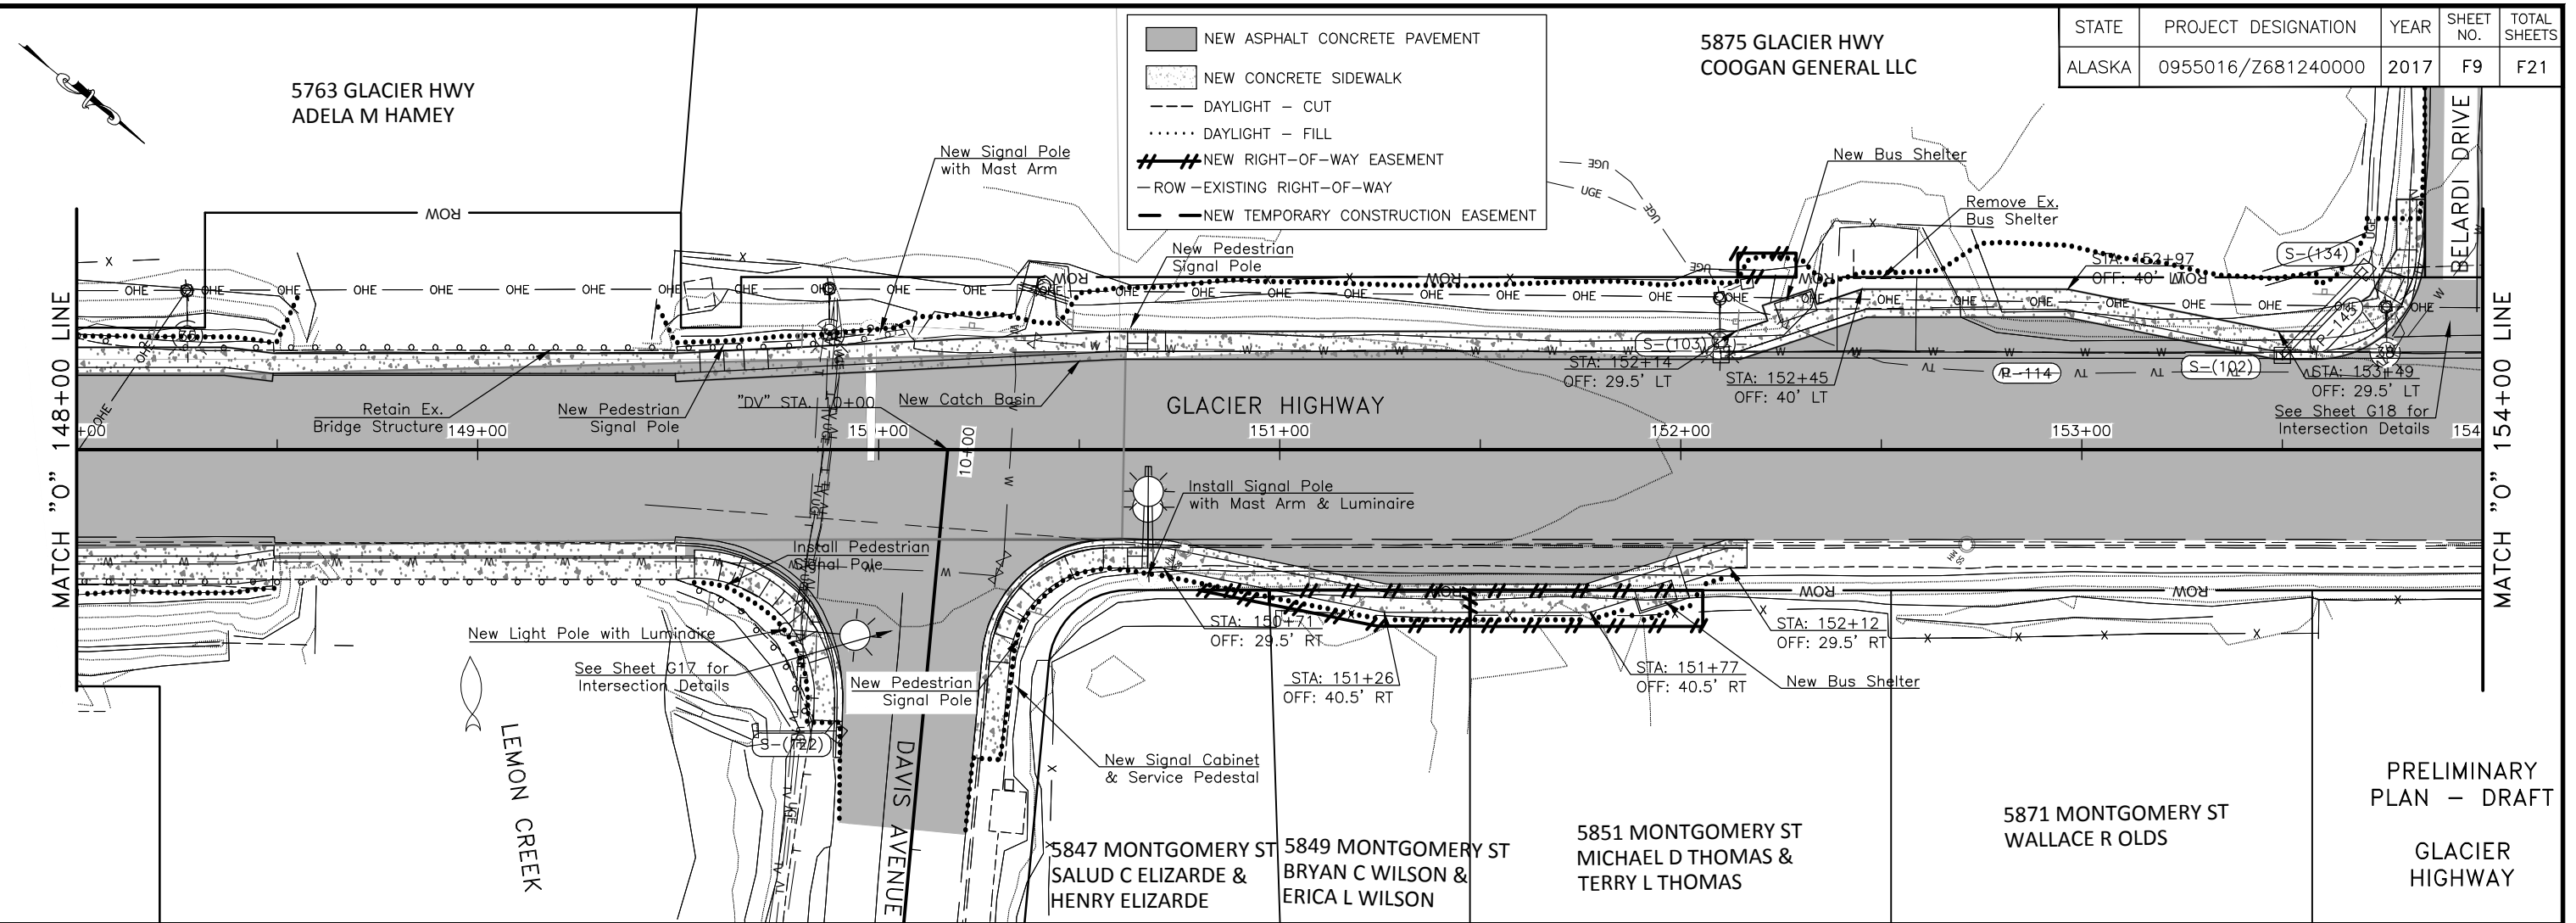 STATE PROJECT DESIGNATION YEAR SHEET NO. TOTAL SHEETS
ALASKA 0955016/Z681240000 2017 F9 F21
5763 GLACIER HWY
ADELA M HAMEY
5875 GLACIER HWY
COOGAN GENERAL LLC
NEW ASPHALT CONCRETE PAVEMENT
NEW CONCRETE SIDEWALK
DAYLIGHT - CUT
DAYLIGHT - FILL
NEW RIGHT-OF-WAY EASEMENT
ROW EXISTING RIGHT-OF-WAY
NEW TEMPORARY CONSTRUCTION EASEMENT
New Signal Pole
with Mast Arm
New Pedestrian
Signal Pole
New Bus Shelter
Remove Ex.
Bus Shelter
BELARDI DRIVE
STA: 152+97
OFF: 40' LT
S-(134)
S-(103)
STA: 152+14
OFF: 29.5' LT
STA: 152+45
OFF: 40' LT
P-114
S-(102)
STA: 153+49
OFF: 29.5' LT
See Sheet G18 for
Intersection Details
Retain Ex.
Bridge Structure
New Pedestrian
Signal Pole
"DV" STA. 10+00
New Catch Basin
GLACIER HIGHWAY
MATCH "O" 148+00 LINE
+00
149+00
150+00
10+00
151+00
152+00
153+00
154
MATCH "O" 154+00 LINE
Install Signal Pole
with Mast Arm & Luminaire
Install Pedestrian
Signal Pole
New Light Pole with Luminaire
See Sheet G17 for
Intersection Details
New Pedestrian
Signal Pole
STA: 150+71
OFF: 29.5' RT
STA: 151+26
OFF: 40.5' RT
STA: 151+77
OFF: 40.5' RT
STA: 152+12
OFF: 29.5' RT
New Bus Shelter
S-(122)
New Signal Cabinet
& Service Pedestal
LEMON CREEK
DAVIS AVENUE
5847 MONTGOMERY ST
SALUD C ELIZARDE &
HENRY ELIZARDE
5849 MONTGOMERY ST
BRYAN C WILSON &
ERICA L WILSON
5851 MONTGOMERY ST
MICHAEL D THOMAS &
TERRY L THOMAS
5871 MONTGOMERY ST
WALLACE R OLDS
PRELIMINARY
PLAN - DRAFT
GLACIER
HIGHWAY